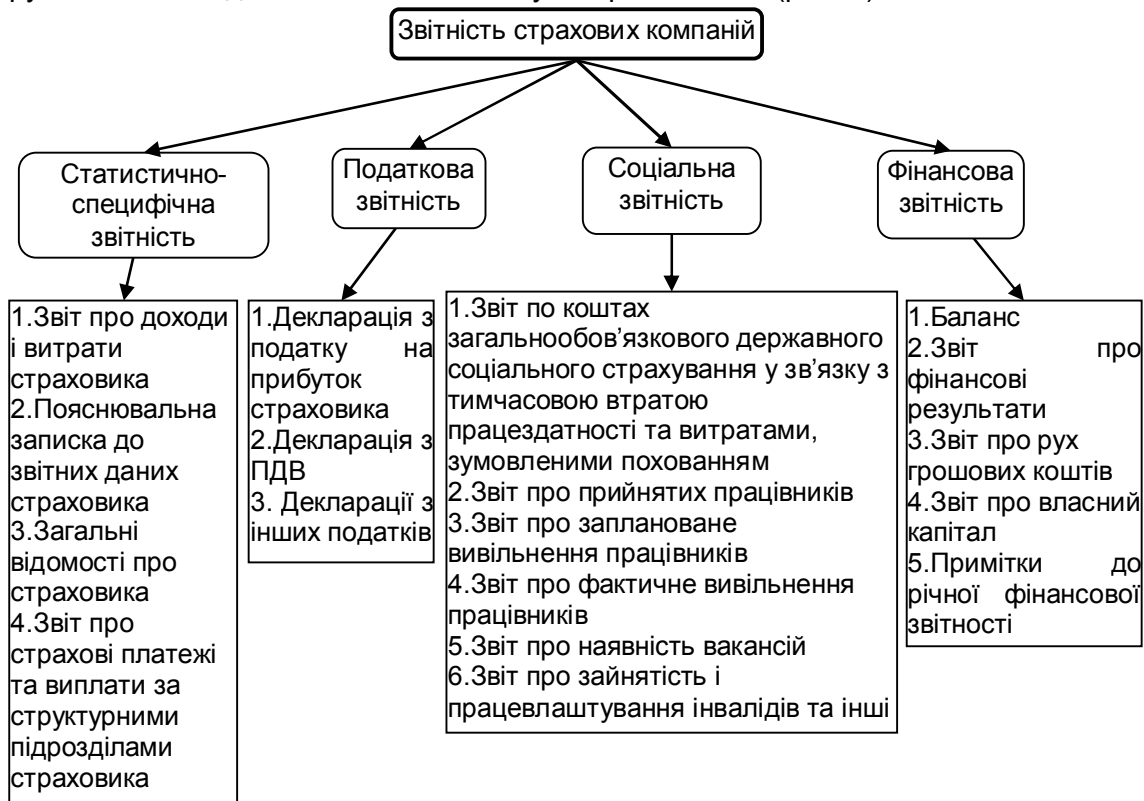 Звітність страхових компаній
Статистично-
специфічна
звітність
Податкова
звітність
Соціальна
звітність
Фінансова
звітність
1.Звіт про доходи
і витрати
страховика
2.Пояснювальна
записка до
звітних даних
страховика
3.Загальні
відомості про
страховика
4.Звіт про
страхові платежі
та виплати за
структурними
підрозділами
страховика
1.Декларація з
податку на
прибуток
страховика
2.Декларація з
ПДВ
3. Декларації з
інших податків
1.Звіт по коштах
загальнообов’язкового державного
соціального страхування у зв’язку з
тимчасовою втратою
працездатності та витратами,
зумовленими похованням
2.Звіт про прийнятих працівників
3.Звіт про заплановане
вивільнення працівників
4.Звіт про фактичне вивільнення
працівників
5.Звіт про наявність вакансій
6.Звіт про зайнятість і
працевлаштування інвалідів та інші
1.Баланс
2.Звіт про
фінансові
результати
3.Звіт про рух
грошових коштів
4.Звіт про власний
капітал
5.Примітки до
річної фінансової
звітності